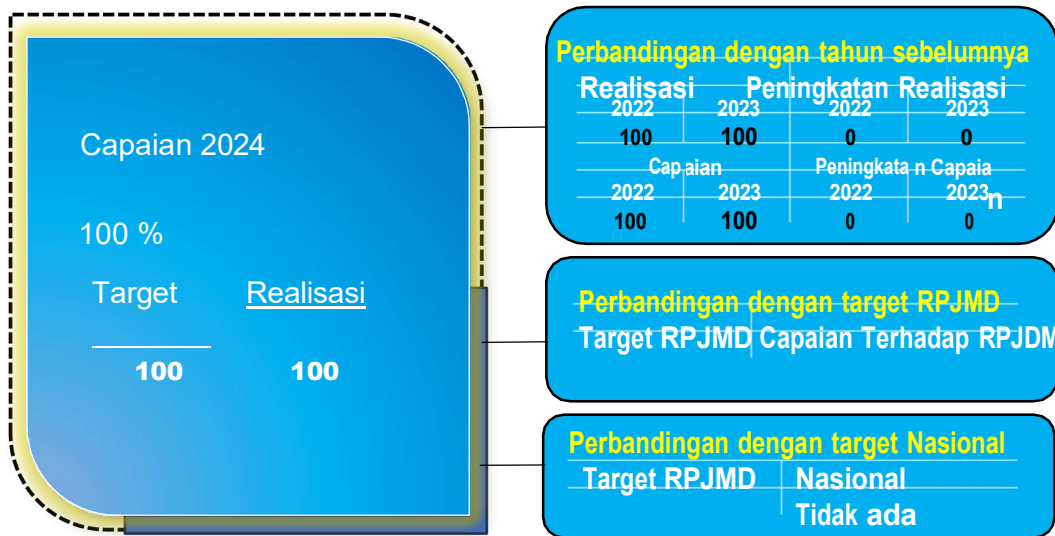 Capaian 2024
100 %
Target Realisasi
100 100
Perbandingan dengan tahun sebelumnya
Realisasi Peningkatan Realisasi
2022 2023 2022 2023
100 100 0 0
Capaian Peningkata n Capaia
2022 2023 2022 2023n
100 100 0 0
Perbandingan dengan target RPJMD
Target RPJMD Capaian Terhadap RPJDM
Perbandingan dengan target Nasional
Target RPJMD Nasional
Tidak ada